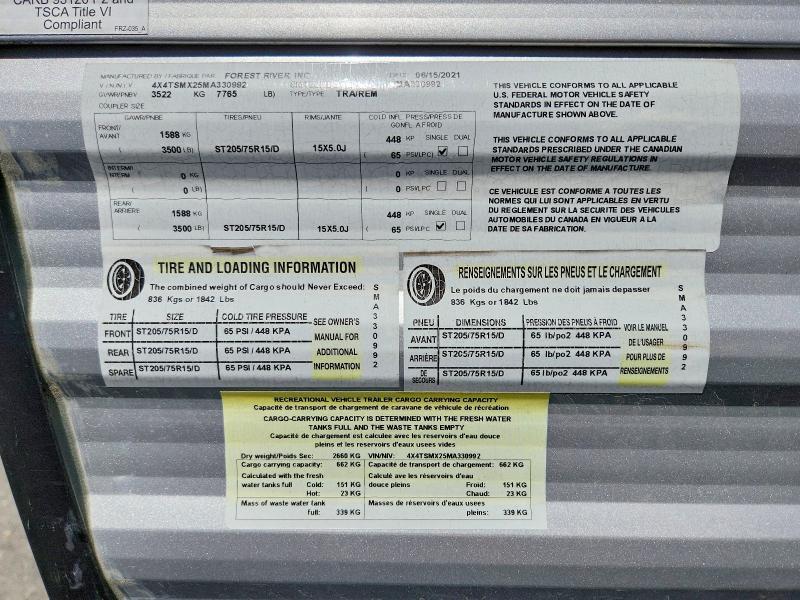 CARB 93120 P2 and
TSCA Title VI
Compliant
FRZ-035_A
MANUFACTURED BY / FABRIQUE PAR FOREST RIVER, INC. DATE 06/15/2021
V.I.N./N.I.V 4X4TSMX25MA330992 MA330992
GVWR/PNBE 3522 KG 7765 LB) TYPE/TYPE TRA/REM
COUPLER SIZE
GAWR/PNBE TIRES/PNEU RIMS/JANTE COLD INFL PRESS/PRESS DE GONFL A FROID
FRONT/ AVANT 1588 KG 448 KP SINGLE DUAL
( 3500 LB) ST205/75R15/D 15X5.0J ( 65 PSI/LPC)
INTERM/ INTERM 0 KG 0 KP SINGLE DUAL
( 0 LB) ( 0 PSI/LPC
REAR/ ARRIERE 1588 KG 448 KP SINGLE DUAL
( 3500 LB) ST205/75R15/D 15X5.0J ( 65 PSI/LPC
THIS VEHICLE CONFORMS TO ALL APPLICABLE
U.S. FEDERAL MOTOR VEHICLE SAFETY
STANDARDS IN EFFECT ON THE DATE OF
MANUFACTURE SHOWN ABOVE.
THIS VEHICLE CONFORMS TO ALL APPLICABLE
STANDARDS PRESCRIBED UNDER THE CANADIAN
MOTOR VEHICLE SAFETY REGULATIONS IN
EFFECT ON THE DATE OF MANUFACTURE.
CE VEHICULE EST CONFORME A TOUTES LES
NORMES QUI LUI SONT APPLICABLES EN VERTU
DU REGLEMENT SUR LA SECURITE DES VEHICULES
AUTOMOBILES DU CANADA EN VIGUEUR A LA
DATE DE SA FABRICATION.
TIRE AND LOADING INFORMATION
The combined weight of Cargo should Never Exceed:
836 Kgs or 1842 Lbs
TIRE SIZE COLD TIRE PRESSURE
FRONT ST205/75R15/D 65 PSI / 448 KPA
REAR ST205/75R15/D 65 PSI / 448 KPA
SPARE ST205/75R15/D 65 PSI / 448 KPA
SEE OWNER'S
MANUAL FOR
ADDITIONAL
INFORMATION
SMA330992
RENSEIGNEMENTS SUR LES PNEUS ET LE CHARGEMENT
Le poids du chargement ne doit jamais depasser
836 Kgs or 1842 Lbs
PNEU DIMENSIONS PRESSION DES PNEUS À FROID
AVANT ST205/75R15/D 65 lb/po2 448 KPA
ARRIÈRE ST205/75R15/D 65 lb/po2 448 KPA
DE SECOURS ST205/75R15/D 65 lb/po2 448 KPA
VOIR LE MANUEL
DE L'USAGER
POUR PLUS DE
RENSEIGNEMENTS
SMA330992
RECREATIONAL VEHICLE TRAILER CARGO CARRYING CAPACITY
Capacité de transport de chargement de caravane de véhicule de récréation
CARGO-CARRYING CAPACITY IS DETERMINED WITH THE FRESH WATER
TANKS FULL AND THE WASTE TANKS EMPTY
Capacité de chargement est calculee avec les reservoirs d'eau douce
pleins et les reservoirs d'eaux usees vides
Dry weight/Poids Sec: 2660 KG VIN/NIV: 4X4TSMX25MA330992
Cargo carrying capacity: 662 KG Capacité de transport de chargement: 662 KG
Calculated with the fresh Calculé ave les réservoirs d'eau
water tanks full Cold: 151 KG douce pleins Froid: 151 KG
Hot: 23 KG Chaud: 23 KG
Mass of waste water tank Masses de réservoirs d'eaux usees
full: 339 KG pleins: 339 KG